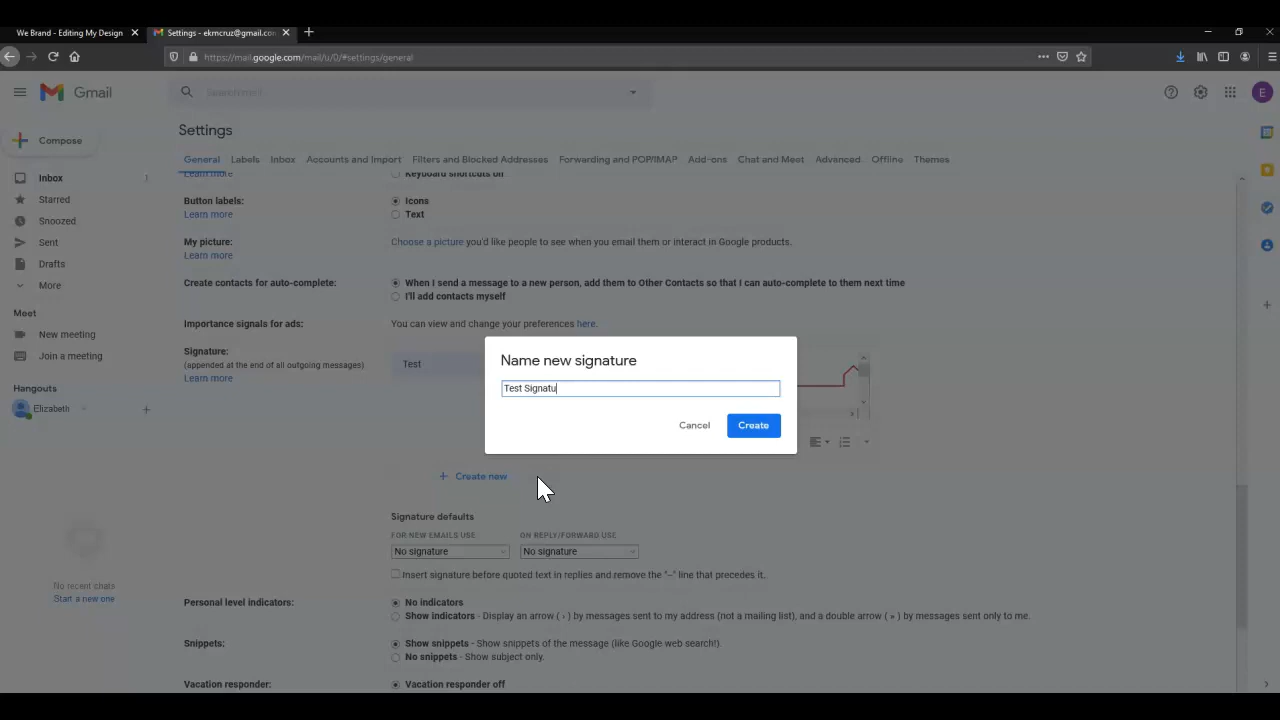 We Brand - Editing My Design
Settings - ekrncruz@gmail.co
https://mail.google.com/mail/u/0/#settings/general
Gmail
Search mail
E
Compose
Settings
General Labels Inbox Accounts and Import Filters and Blocked Addresses Forwarding and POP/IMAP Add-ons Chat and Meet Advanced Offline Themes
Inbox 1
Starred
Snoozed
Sent
Drafts
More
Meet
New meeting
Join a meeting
Hangouts
Elizabeth
No recent chats
Start a new one
Learn more
Keyboard shortcuts on
Button labels:
Learn more
Icons
Text
My picture:
Learn more
Choose a picture you'd like people to see when you email them or interact in Google products.
Create contacts for auto-complete:
When I send a message to a new person, add them to Other Contacts so that I can auto-complete to them next time
I'll add contacts myself
Importance signals for ads:
You can view and change your preferences here.
Signature:
(appended at the end of all outgoing messages)
Learn more
Test
Name new signature
Test Signatu
Cancel Create
+ Create new
Signature defaults
FOR NEW EMAILS USE ON REPLY/FORWARD USE
No signature No signature
Insert signature before quoted text in replies and remove the "--" line that precedes it.
Personal level indicators:
No indicators
Show indicators - Display an arrow ( › ) by messages sent to my address (not a mailing list), and a double arrow ( » ) by messages sent only to me.
Snippets:
Show snippets - Show snippets of the message (like Google web search!).
No snippets - Show subject only.
Vacation responder:
Vacation responder off